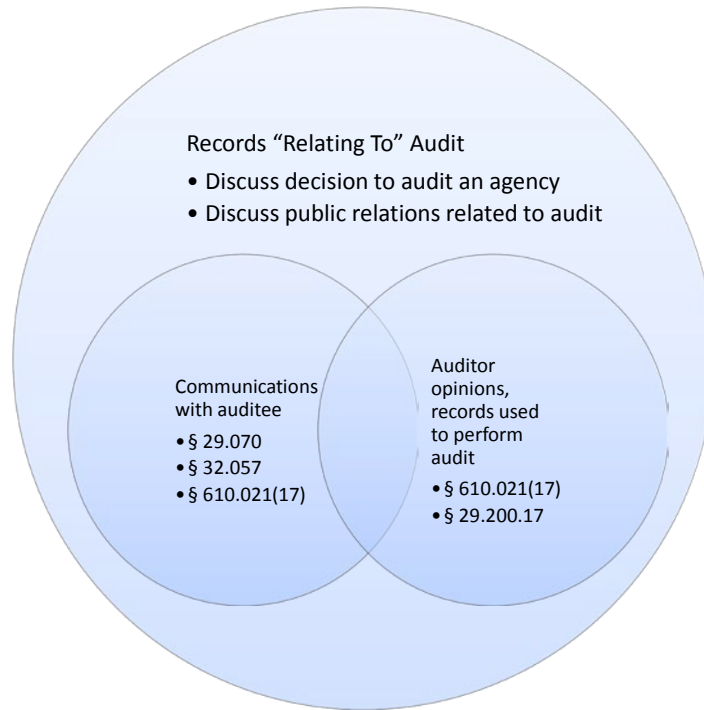 Records “Relating To” Audit
• Discuss decision to audit an agency
• Discuss public relations related to audit
Communications
with auditee
• § 29.070
• § 32.057
• § 610.021(17)
Auditor
opinions,
records used
to perform
audit
• § 610.021(17)
• § 29.200.17